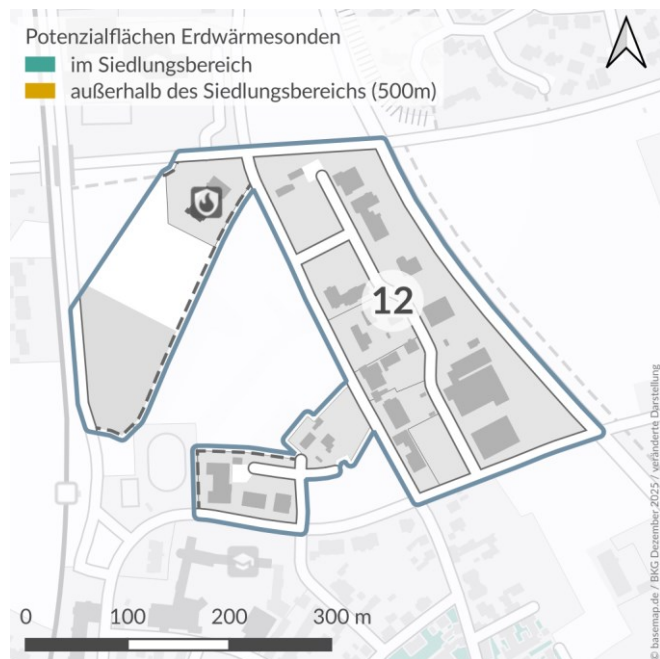 Potenzialflächen Erdwärmesonden
im Siedlungsbereich
außerhalb des Siedlungsbereichs (500m)
12
0 100 200 300 m
© basemap.de / BKG Dezember 2025 / veränderte Darstellung